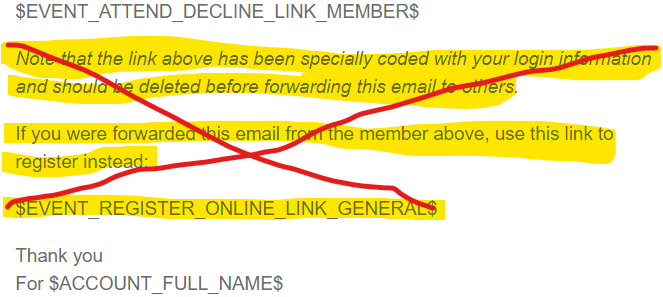 $EVENT_ATTEND_DECLINE_LINK_MEMBER$
Note that the link above has been specially coded with your login information
and should be deleted before forwarding this email to others.
If you were forwarded this email from the member above, use this link to
register instead:
$EVENT_REGISTER_ONLINE_LINK_GENERAL$
Thank you
For $ACCOUNT_FULL_NAME$